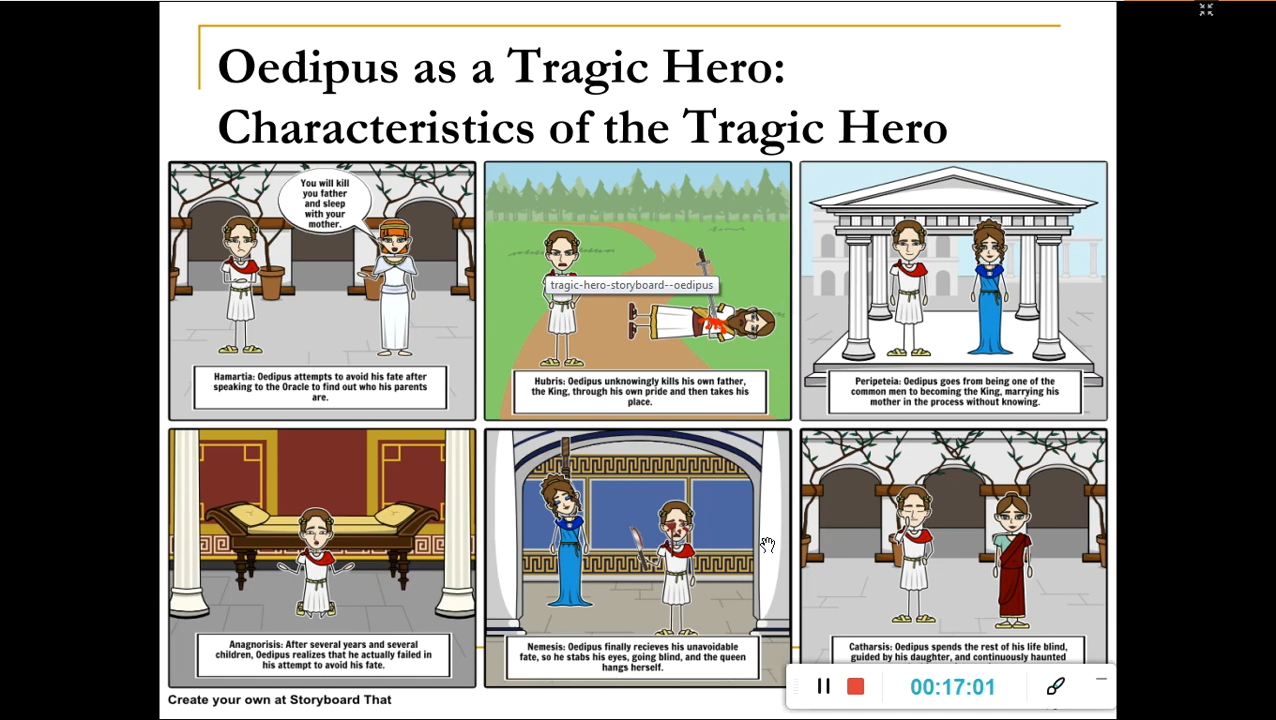 Oedipus as a Tragic Hero:
Characteristics of the Tragic Hero
You will kill
you father
and sleep
with your
mother.
Hamartia: Oedipus attempts to avoid his fate after
speaking to the Oracle to find out who his parents
are.
tragic-hero-storyboard--oedipus
Hubris: Oedipus unknowingly kills his own father,
the King, through his own pride and then takes his
place.
Peripeteia: Oedipus goes from being one of the
common men to becoming the King, marrying his
mother in the process without knowing.
Anagnorisis: After several years and several
children, Oedipus realizes that he actually failed in
his attempt to avoid his fate.
Nemesis: Oedipus finally recieves his unavoidable
fate, so he stabs his eyes, going blind, and the queen
hangs herself.
Catharsis: Oedipus spends the rest of his life blind,
guided by his daughter, and continuously haunted
Create your own at Storyboard That
00:17:01